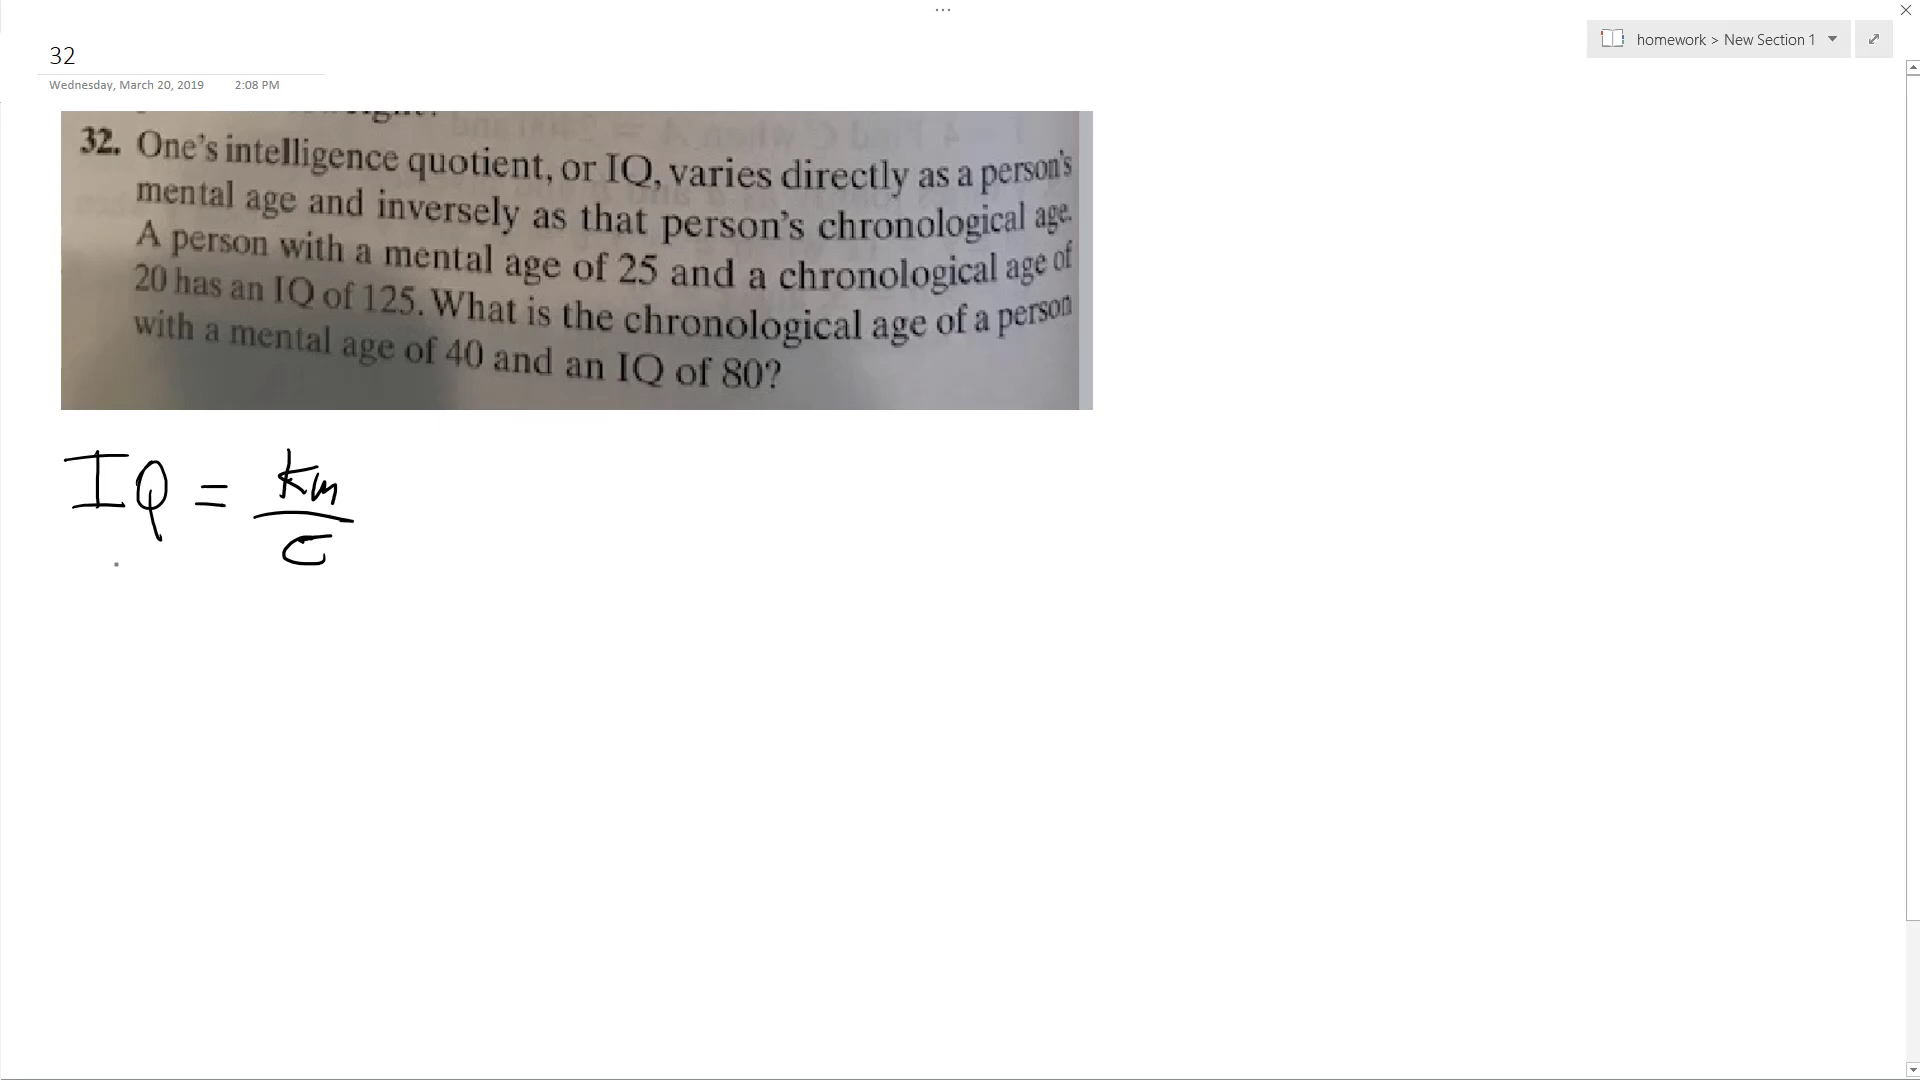 ...
homework > New Section 1
32
Wednesday, March 20, 2019 2:08 PM
32. One's intelligence quotient, or IQ, varies directly as a person's
mental age and inversely as that person's chronological age.
A person with a mental age of 25 and a chronological age of
20 has an IQ of 125. What is the chronological age of a person
with a mental age of 40 and an IQ of 80?
IQ = km
c